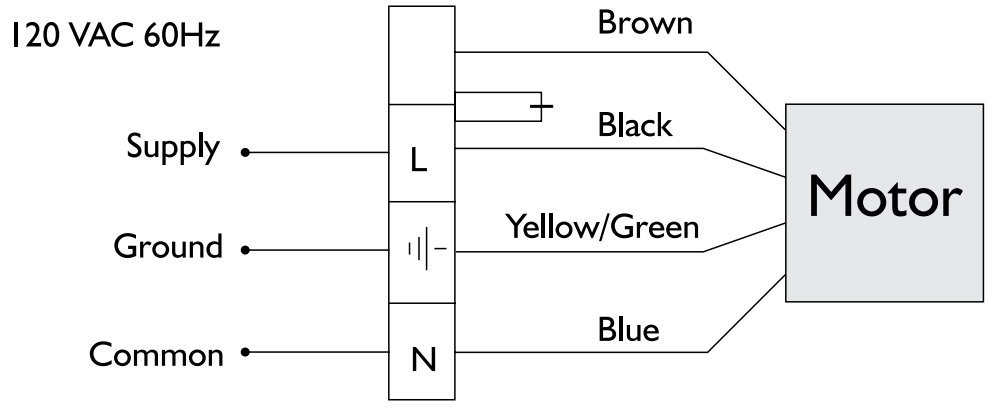 120 VAC 60Hz
Brown
Supply
L
Black
Motor
Ground
Yellow/Green
Common
N
Blue